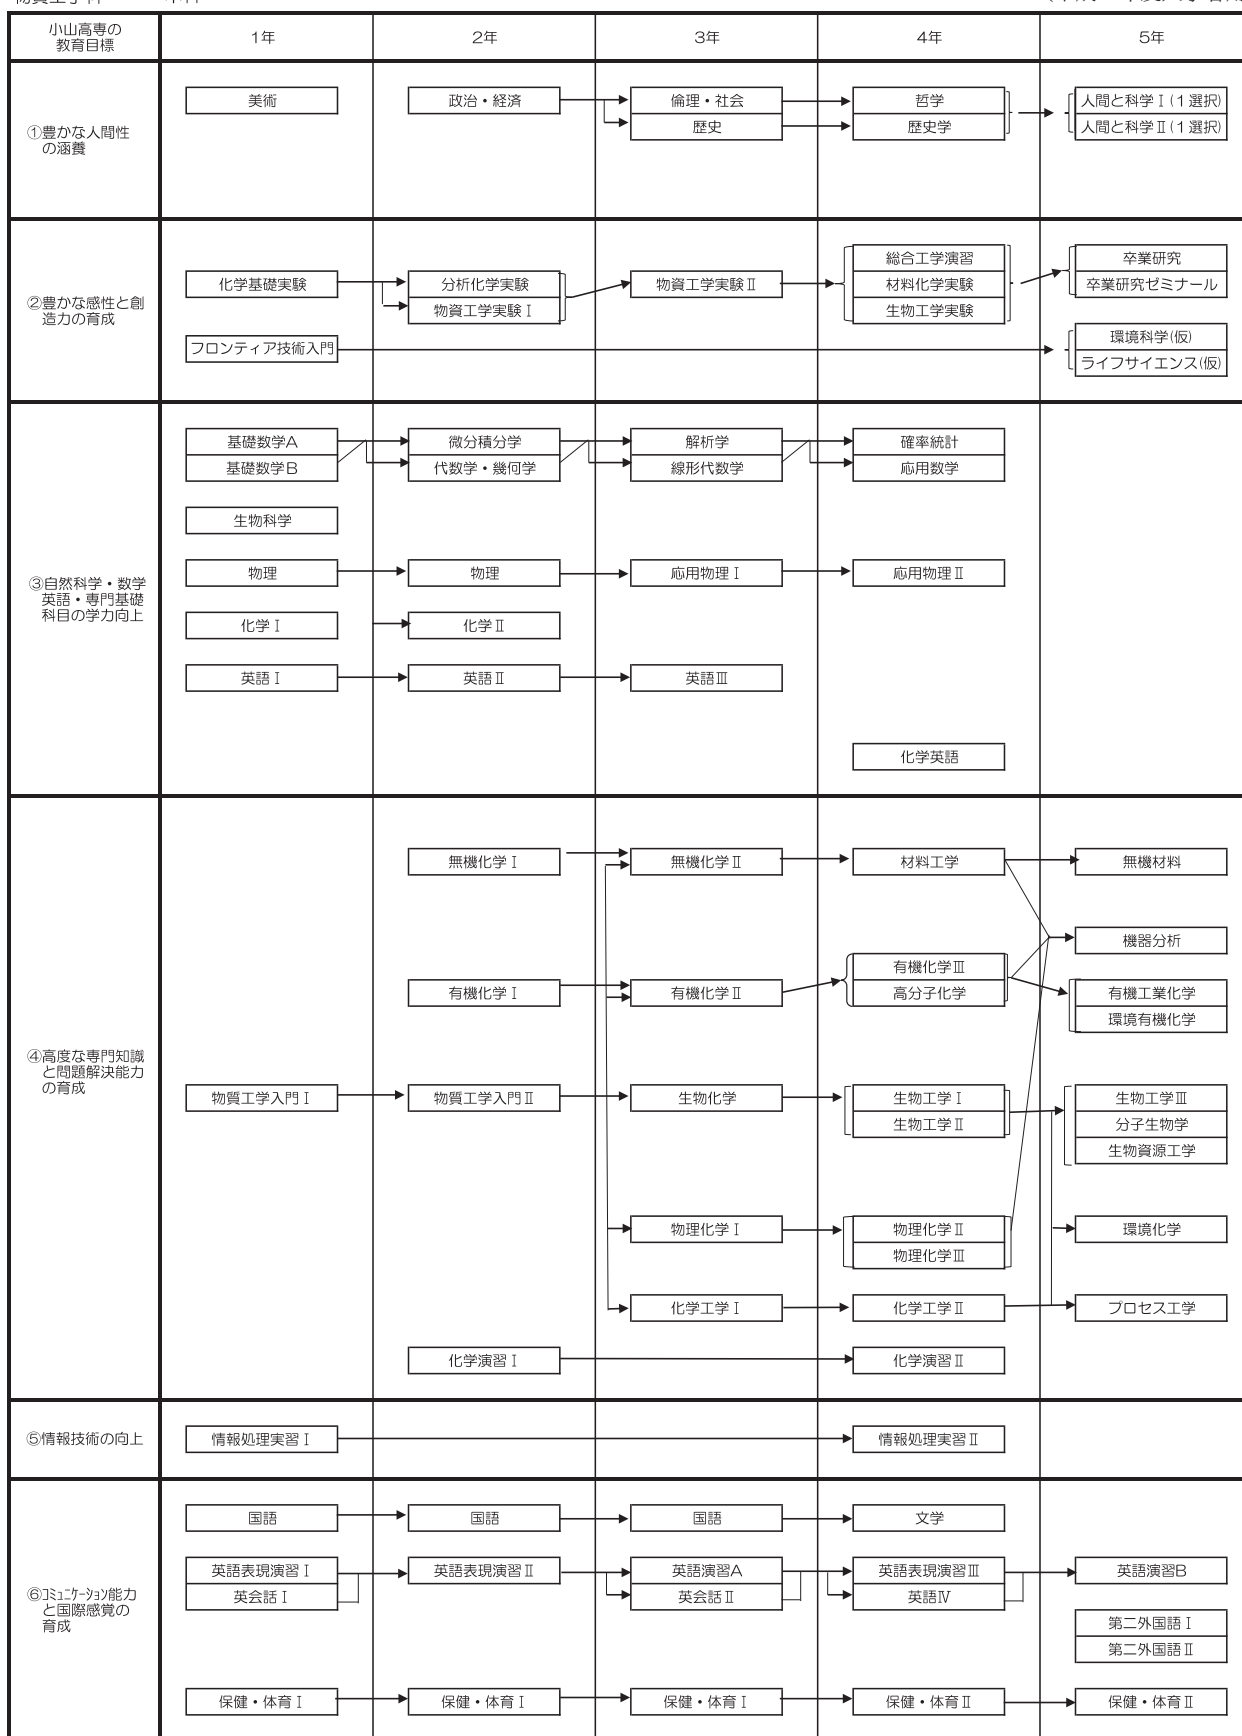 小山高専の
教育目標
1年
2年
3年
4年
5年
①豊かな人間性
の涵養
美術
政治・経済
倫理・社会
歴史
哲学
歴史学
人間と科学Ⅰ(1選択)
人間と科学Ⅱ(1選択)
②豊かな感性と創
造力の育成
化学基礎実験
分析化学実験
物資工学実験Ⅰ
物資工学実験Ⅱ
総合工学演習
材料化学実験
生物工学実験
卒業研究
卒業研究ゼミナール
フロンティア技術入門
環境科学(仮)
ライフサイエンス(仮)
③自然科学・数学
英語・専門基礎
科目の学力向上
基礎数学A
基礎数学B
微分積分学
代数学・幾何学
解析学
線形代数学
確率統計
応用数学
生物科学
物理
物理
応用物理Ⅰ
応用物理Ⅱ
化学Ⅰ
化学Ⅱ
英語Ⅰ
英語Ⅱ
英語Ⅲ
化学英語
④高度な専門知識
と問題解決能力
の育成
無機化学Ⅰ
無機化学Ⅱ
材料工学
無機材料
機器分析
有機化学Ⅰ
有機化学Ⅱ
有機化学Ⅲ
高分子化学
有機工業化学
環境有機化学
物質工学入門Ⅰ
物質工学入門Ⅱ
生物化学
生物工学Ⅰ
生物工学Ⅱ
生物工学Ⅲ
分子生物学
生物資源工学
物理化学Ⅰ
物理化学Ⅱ
物理化学Ⅲ
環境化学
化学工学Ⅰ
化学工学Ⅱ
プロセス工学
化学演習Ⅰ
化学演習Ⅱ
⑤情報技術の向上
情報処理実習Ⅰ
情報処理実習Ⅱ
⑥ｺﾐｭﾆｹｰｼｮﾝ能力
と国際感覚の
育成
国語
国語
国語
文学
英語表現演習Ⅰ
英会話Ⅰ
英語表現演習Ⅱ
英語演習A
英会話Ⅱ
英語表現演習Ⅲ
英語Ⅳ
英語演習B
第二外国語Ⅰ
第二外国語Ⅱ
保健・体育Ⅰ
保健・体育Ⅰ
保健・体育Ⅰ
保健・体育Ⅱ
保健・体育Ⅱ